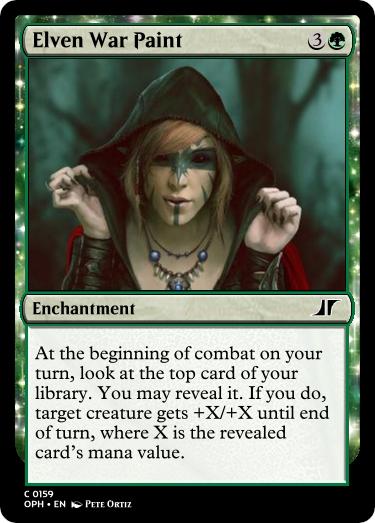 Elven War Paint 3
Enchantment
At the beginning of combat on your
turn, look at the top card of your
library. You may reveal it. If you do,
target creature gets +X/+X until end
of turn, where X is the revealed
card's mana value.
C 0159
OPH • EN Pete Ortiz